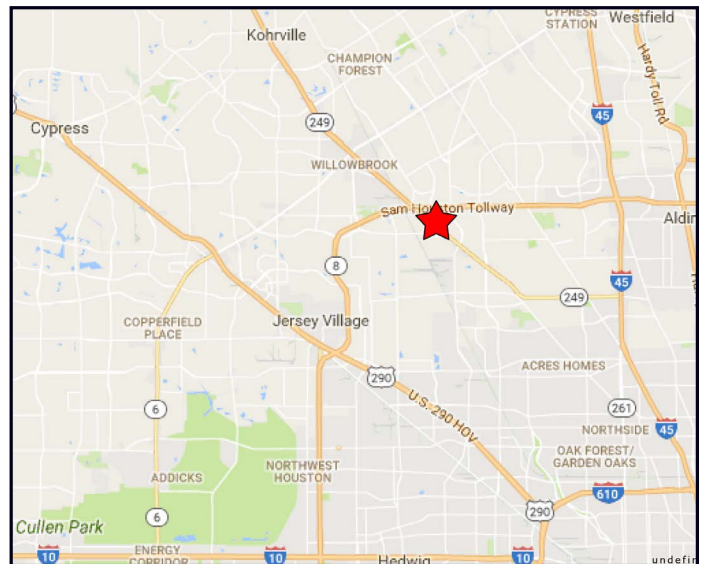 CYPRESS
STATION
Westfield
Kohrville
Hardy Toll Rd
CHAMPION
FOREST
45
249
Cypress
WILLOWBROOK
Sam Houston Tollway
8
45
249
COPPERFIELD
PLACE
Jersey Village
290
ACRES HOMES
6
U.S. 290 HOV
261
NORTHSIDE
45
OAK FOREST/
GARDEN OAKS
NORTHWEST
HOUSTON
ADDICKS
610
290
6
Cullen Park
10
ENERGY
CORRIDOR
10
Hedwig
10
undefin